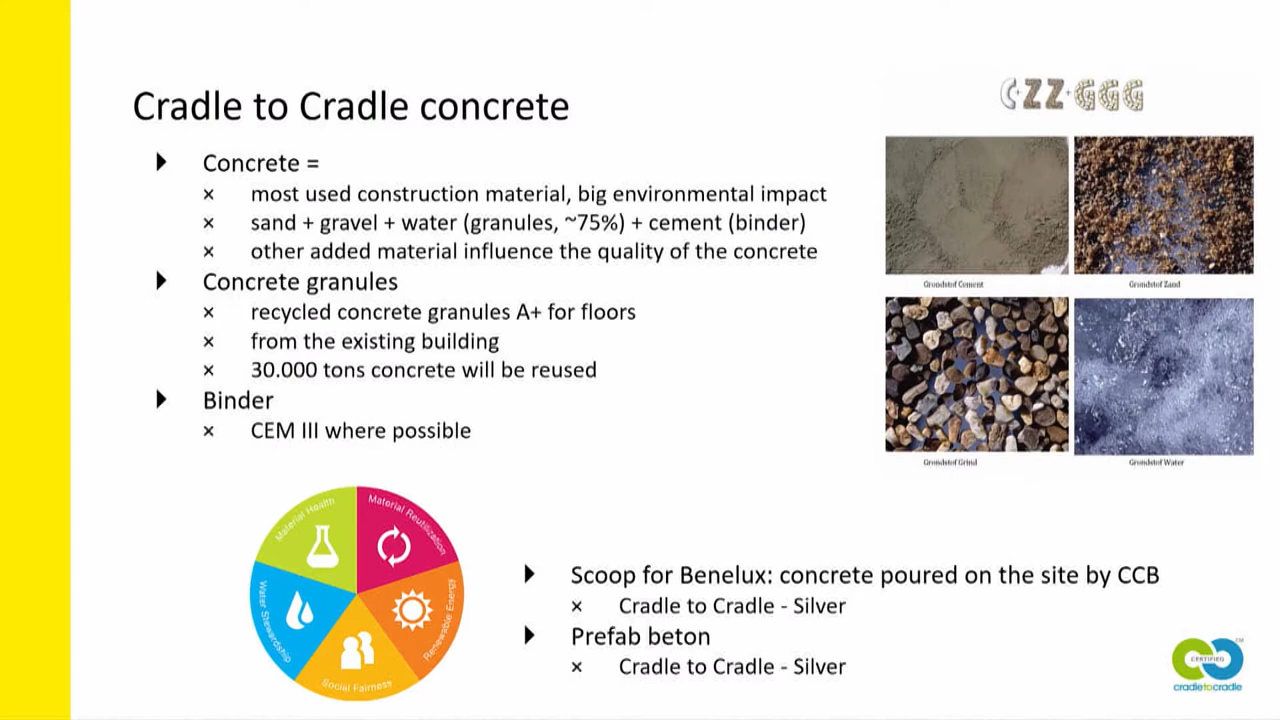 C+ZZ+GGG
Cradle to Cradle concrete
Concrete =
× most used construction material, big environmental impact
× sand + gravel + water (granules, ~75%) + cement (binder)
× other added material influence the quality of the concrete
Concrete granules
× recycled concrete granules A+ for floors
× from the existing building
× 30.000 tons concrete will be reused
Binder
× CEM III where possible
Grondstof Cement
Grondstof Zand
Grondstof Grind
Grondstof Water
Material Health
Material Reutilization
Water Stewardship
Renewable Energy
Social Fairness
Scoop for Benelux: concrete poured on the site by CCB
× Cradle to Cradle - Silver
Prefab beton
× Cradle to Cradle - Silver
TM
CERTIFIED
cradletocradle